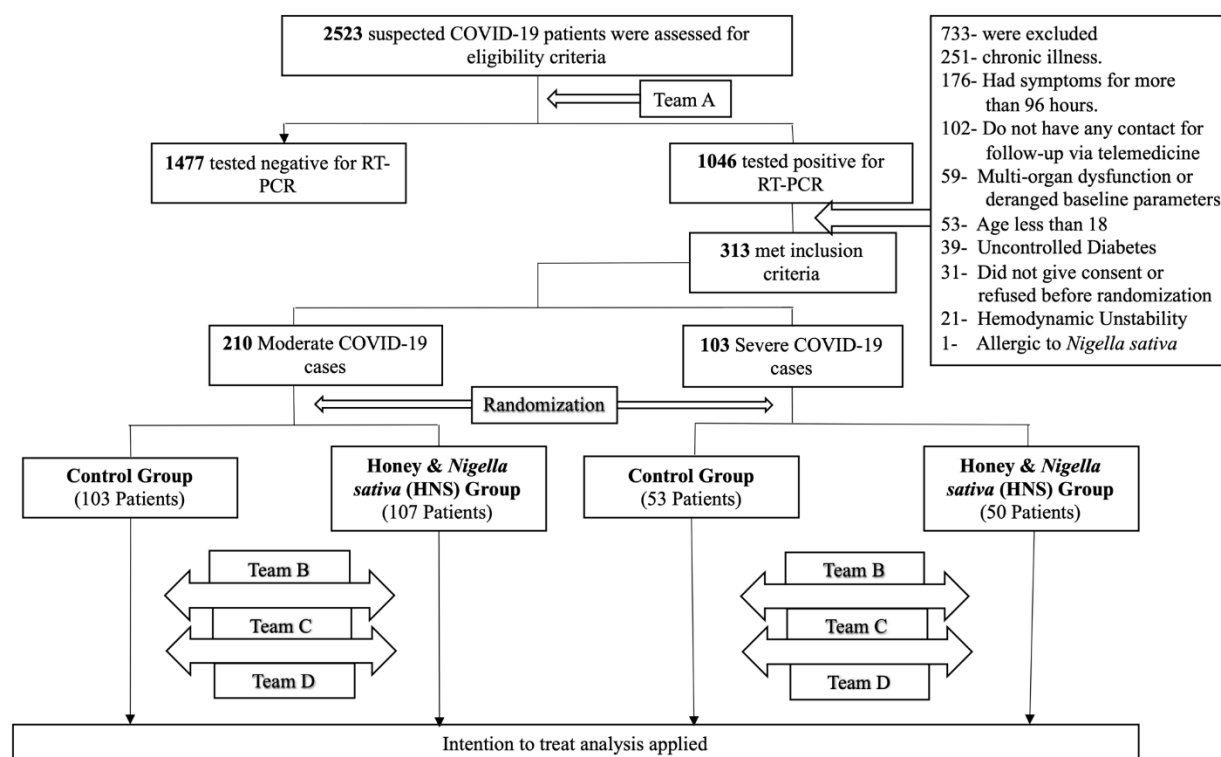 2523 suspected COVID-19 patients were assessed for
eligibility criteria
Team A
1477 tested negative for RT-
PCR
1046 tested positive for
RT-PCR
733- were excluded
251- chronic illness.
176- Had symptoms for more
than 96 hours.
102- Do not have any contact for
follow-up via telemedicine
59- Multi-organ dysfunction or
deranged baseline parameters
53- Age less than 18
39- Uncontrolled Diabetes
31- Did not give consent or
refused before randomization
21- Hemodynamic Unstability
1- Allergic to Nigella sativa
313 met inclusion
criteria
210 Moderate COVID-19
cases
103 Severe COVID-19
cases
Randomization
Control Group
(103 Patients)
Honey & Nigella
sativa (HNS) Group
(107 Patients)
Control Group
(53 Patients)
Honey & Nigella
sativa (HNS) Group
(50 Patients)
Team B
Team C
Team D
Team B
Team C
Team D
Intention to treat analysis applied